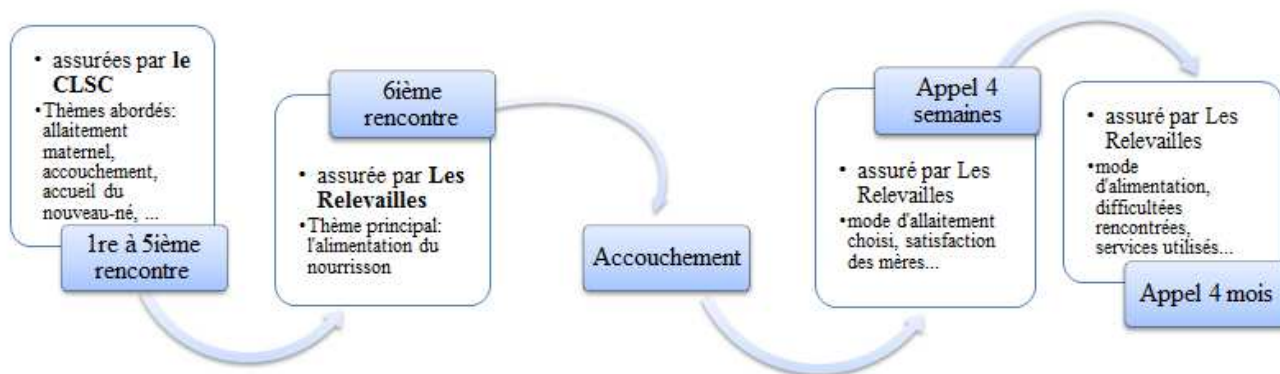 • assurées par le
CLSC
•Thèmes abordés:
allaitement
maternel,
accouchement,
accueil du
nouveau-né, ...
1re à 5ième
rencontre
6ième
rencontre
• assurée par Les
Relevailles
•Thème principal:
l'alimentation du
nourrisson
Accouchement
Appel 4
semaines
• assuré par Les
Relevailles
•mode d'allaitement
choisi, satisfaction
des mères...
• assuré par Les
Relevailles
•mode
d'alimentation,
difficultées
rencontrées,
services utilisés...
Appel 4 mois